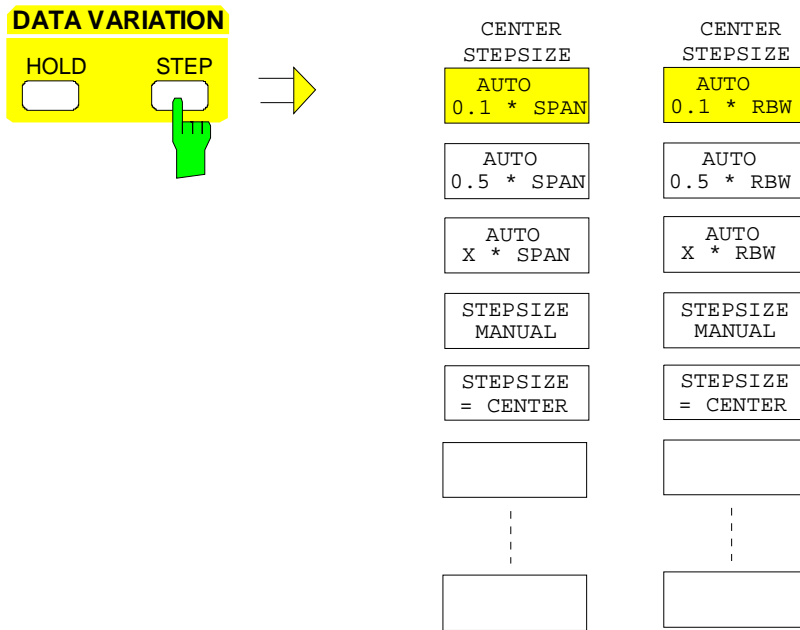 DATA VARIATION
HOLD STEP
CENTER
STEPSIZE
AUTO
0.1 * SPAN
AUTO
0.5 * SPAN
AUTO
X * SPAN
STEPSIZE
MANUAL
STEPSIZE
= CENTER
CENTER
STEPSIZE
AUTO
0.1 * RBW
AUTO
0.5 * RBW
AUTO
X * RBW
STEPSIZE
MANUAL
STEPSIZE
= CENTER